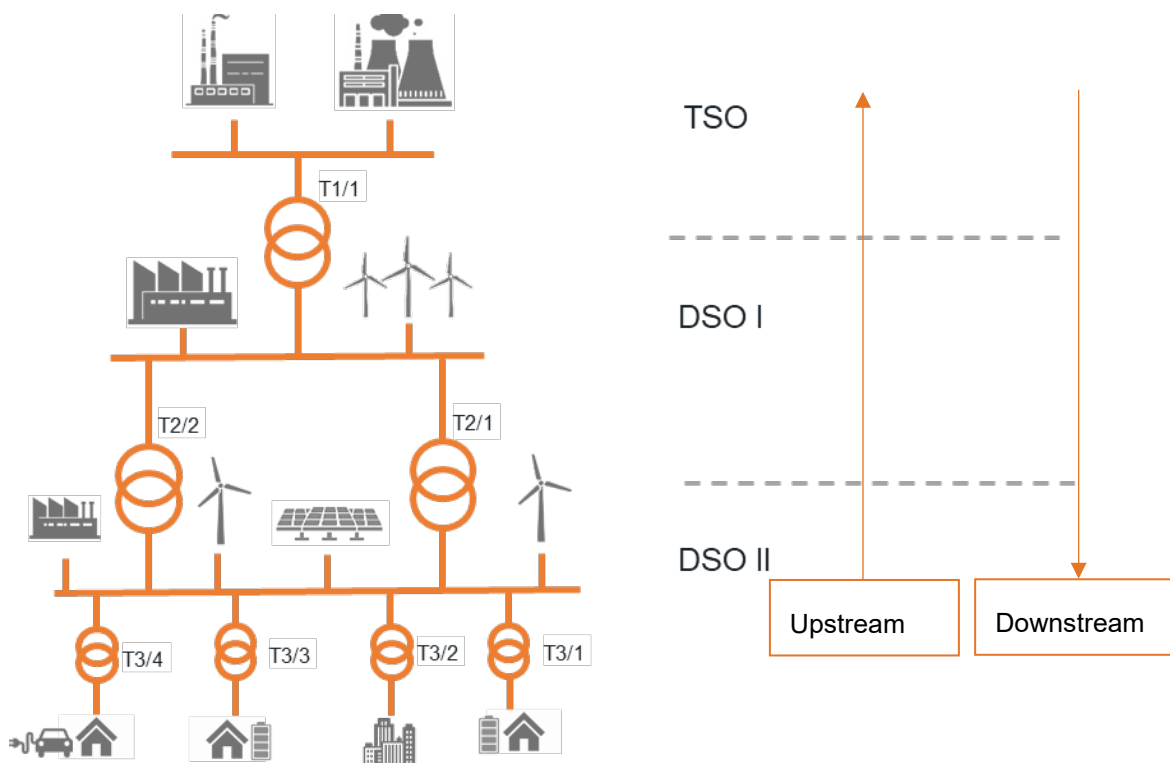 TSO
T1/1
DSO I
T2/2
T2/1
DSO II
Upstream
Downstream
T3/4
T3/3
T3/2
T3/1